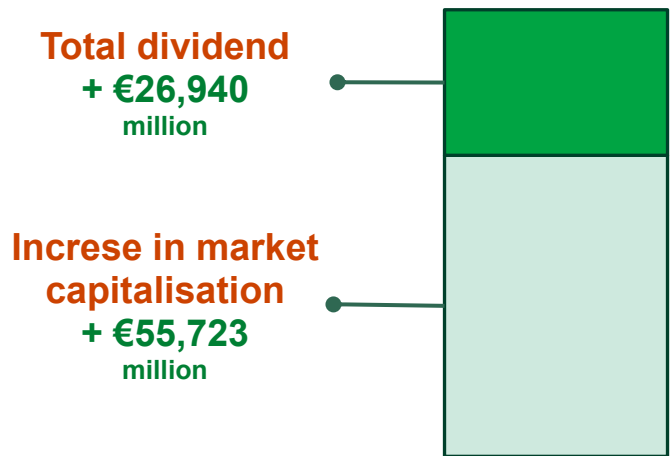 Total dividend
+ €26,940
million
Increse in market
capitalisation
+ €55,723
million